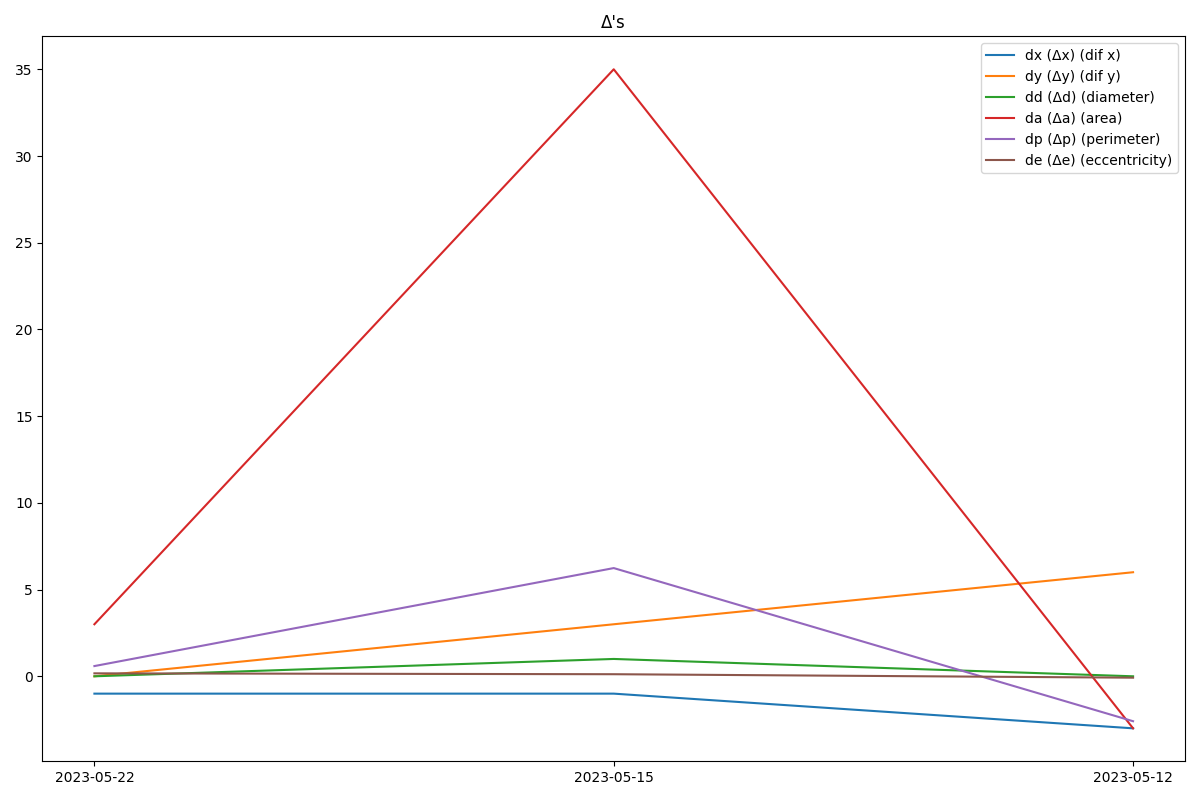 Δ's
dx (Δx) (dif x)
dy (Δy) (dif y)
dd (Δd) (diameter)
da (Δa) (area)
dp (Δp) (perimeter)
de (Δe) (eccentricity)
35
30
25
20
15
10
5
0
2023-05-22 2023-05-15 2023-05-12